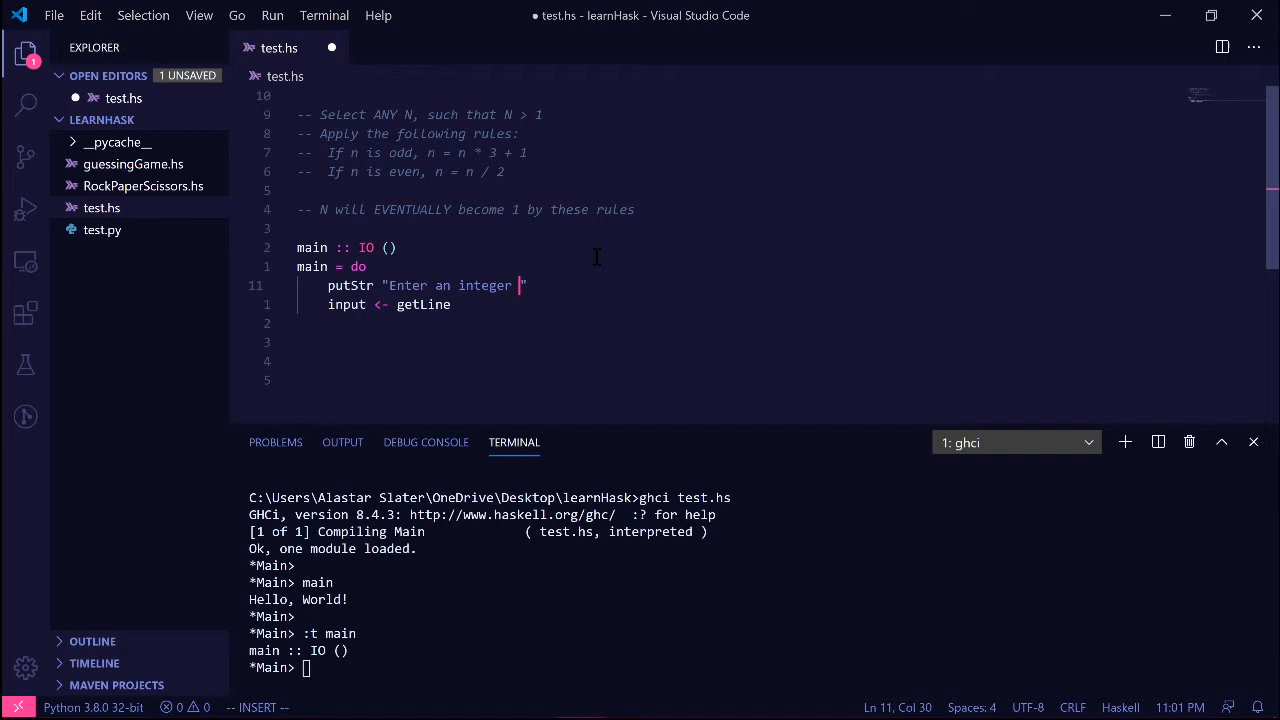 File Edit Selection View Go Run Terminal Help
● test.hs - learnHask - Visual Studio Code
EXPLORER
test.hs
OPEN EDITORS 1 UNSAVED
test.hs
test.hs
LEARNHASK
__pycache__
guessingGame.hs
RockPaperScissors.hs
test.hs
test.py
OUTLINE
TIMELINE
MAVEN PROJECTS
1
10
9 -- Select ANY N, such that N > 1
8 -- Apply the following rules:
7 --  If n is odd, n = n * 3 + 1
6 --  If n is even, n = n / 2
5
4 -- N will EVENTUALLY become 1 by these rules
3
2 main :: IO ()
1 main = do
11     putStr "Enter an integer "
1     input <- getLine
2
3
4
5
PROBLEMS OUTPUT DEBUG CONSOLE TERMINAL
1: ghci
C:\Users\Alastar Slater\OneDrive\Desktop\learnHask>ghci test.hs
GHCi, version 8.4.3: http://www.haskell.org/ghc/  :? for help
[1 of 1] Compiling Main             ( test.hs, interpreted )
Ok, one module loaded.
*Main>
*Main> main
Hello, World!
*Main>
*Main> :t main
main :: IO ()
*Main>
Python 3.8.0 32-bit 0 0 -- INSERT -- Ln 11, Col 30 Spaces: 4 UTF-8 CRLF Haskell 11:01 PM